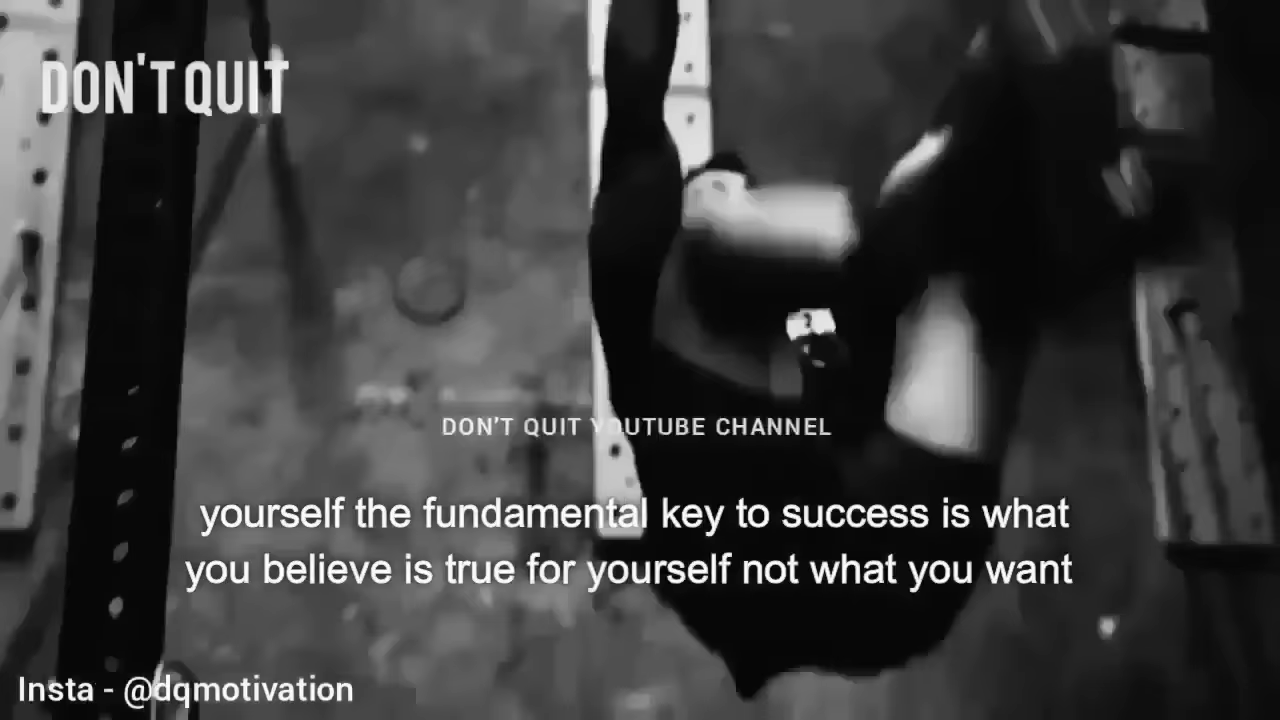 DON'T QUIT
DON'T QUIT YOUTUBE CHANNEL
yourself the fundamental key to success is what
you believe is true for yourself not what you want
Insta - @dqmotivation